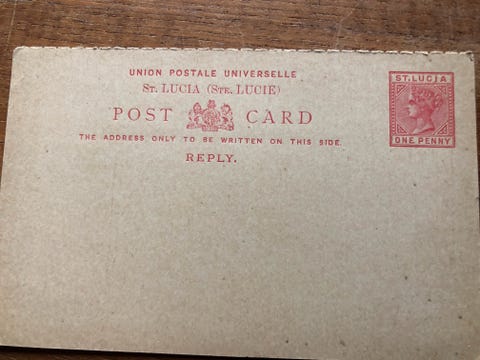 UNION POSTALE UNIVERSELLE
ST. LUCIA (STE. LUCIE)
POST CARD
THE ADDRESS ONLY TO BE WRITTEN ON THIS SIDE.
REPLY.
ST. LUCIA
ONE PENNY